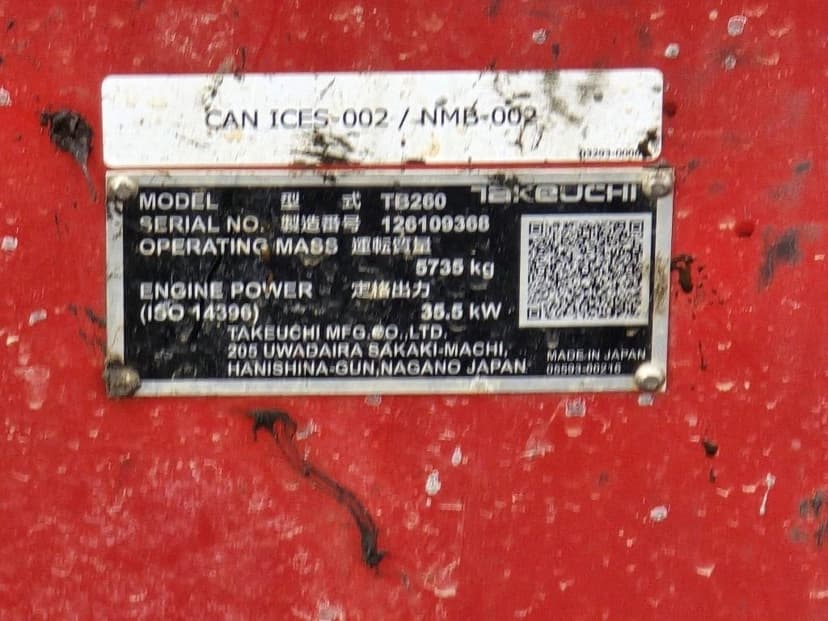 CAN ICES-002 / NMB-002
TAKEUCHI
MODEL 型式 TB260
SERIAL NO. 製造番号 126109368
OPERATING MASS 運転質量
5735 kg
ENGINE POWER 定格出力
(ISO 14396) 35.5 kW
TAKEUCHI MFG.CO.,LTD.
205 UWADAIRA SAKAKI-MACHI,
HANISHINA-GUN,NAGANO JAPAN
MADE IN JAPAN